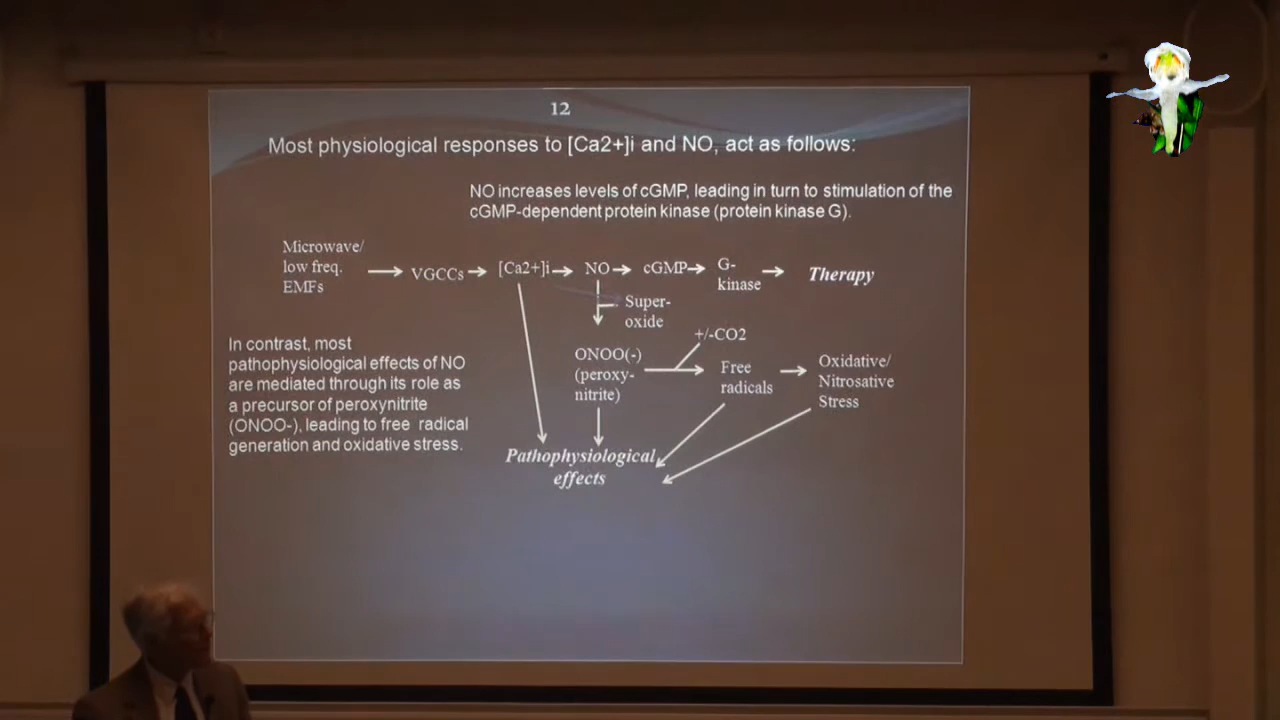 12
Most physiological responses to [Ca2+]i and NO, act as follows:
NO increases levels of cGMP, leading in turn to stimulation of the
cGMP-dependent protein kinase (protein kinase G).
Microwave/
low freq.
EMFs
VGCCs
[Ca2+]i
NO
cGMP
G-
kinase
Therapy
Super-
oxide
+/-CO2
ONOO(-)
(peroxy-
nitrite)
Free
radicals
Oxidative/
Nitrosative
Stress
In contrast, most
pathophysiological effects of NO
are mediated through its role as
a precursor of peroxynitrite
(ONOO-), leading to free radical
generation and oxidative stress.
Pathophysiological
effects